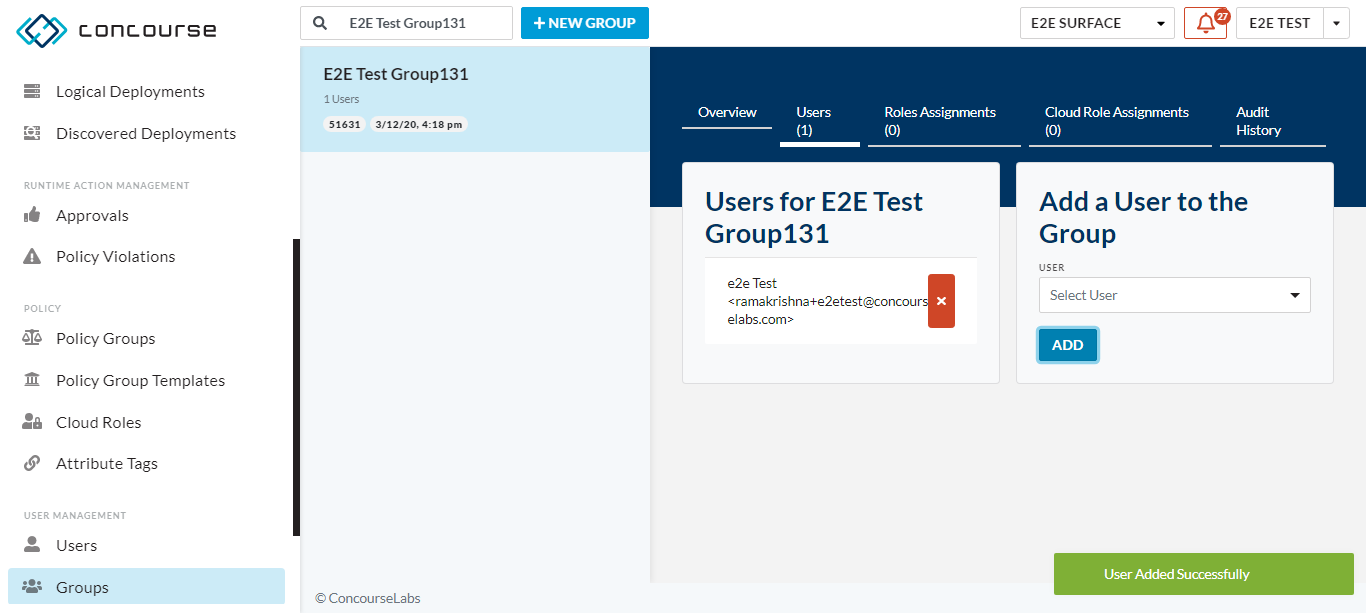 concourse
E2E Test Group131
+ NEW GROUP
E2E SURFACE
27
E2E TEST
Logical Deployments
Discovered Deployments
RUNTIME ACTION MANAGEMENT
Approvals
Policy Violations
POLICY
Policy Groups
Policy Group Templates
Cloud Roles
Attribute Tags
USER MANAGEMENT
Users
Groups
E2E Test Group131
1 Users
51631 3/12/20, 4:18 pm
Overview
Users
(1)
Roles Assignments
(0)
Cloud Role Assignments
(0)
Audit
History
Users for E2E Test
Group131
e2e Test
<ramakrishna+e2etest@concours
elabs.com>
Add a User to the
Group
USER
Select User
ADD
User Added Successfully
© ConcourseLabs